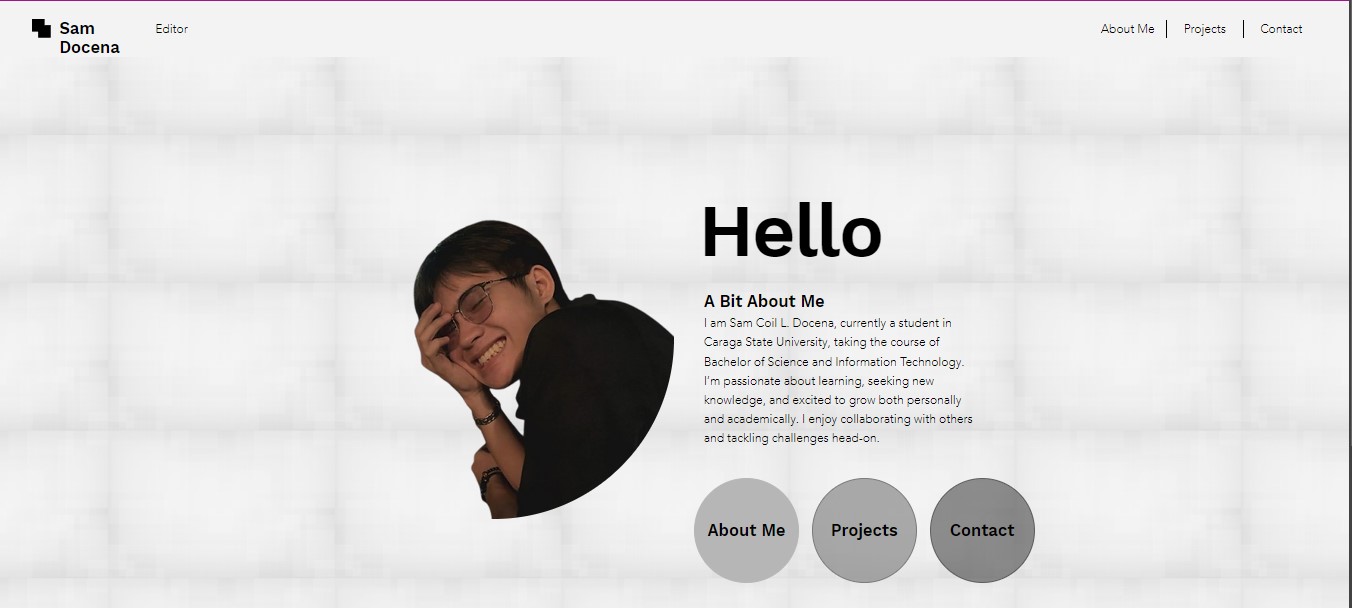 Sam
Docena
Editor
About Me
Projects
Contact
Hello
A Bit About Me
I am Sam Coil L. Docena, currently a student in
Caraga State University, taking the course of
Bachelor of Science and Information Technology.
I'm passionate about learning, seeking new
knowledge, and excited to grow both personally
and academically. I enjoy collaborating with others
and tackling challenges head-on.
About Me
Projects
Contact